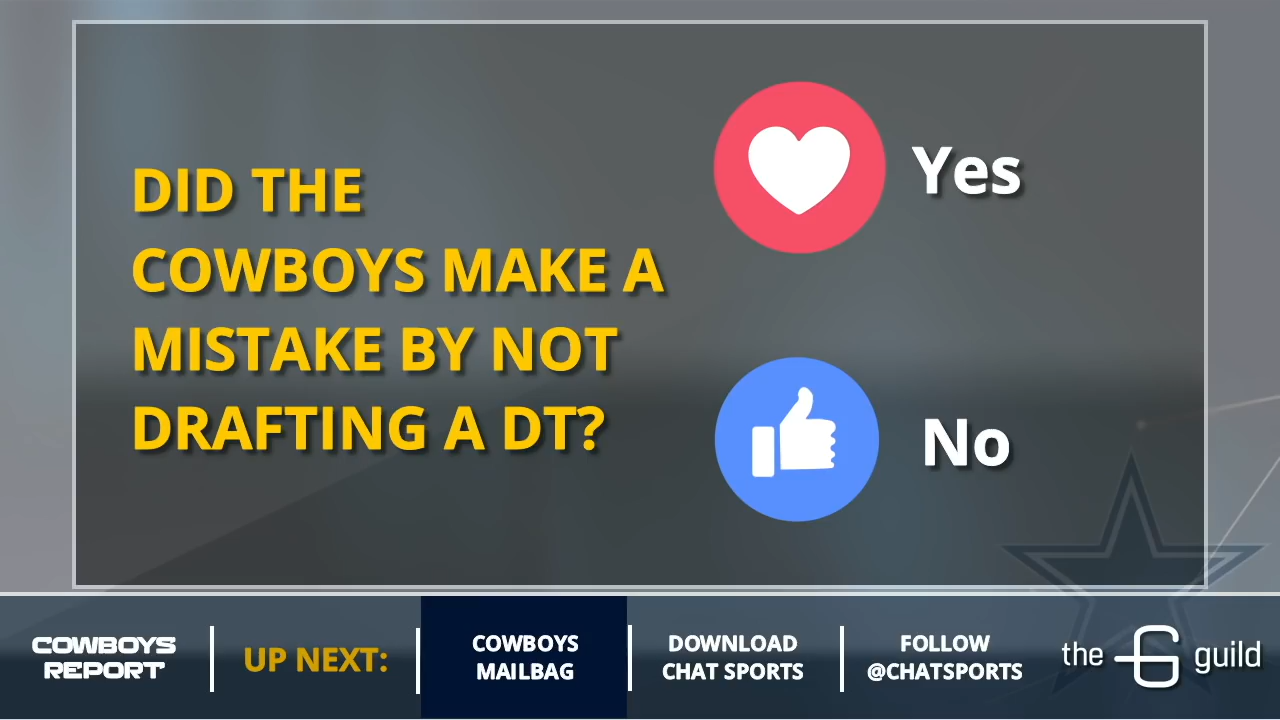 DID THE
COWBOYS MAKE A
MISTAKE BY NOT
DRAFTING A DT?
Yes
No
COWBOYS
REPORT
UP NEXT:
COWBOYS
MAILBAG
DOWNLOAD
CHAT SPORTS
FOLLOW
@CHATSPORTS
the G guild